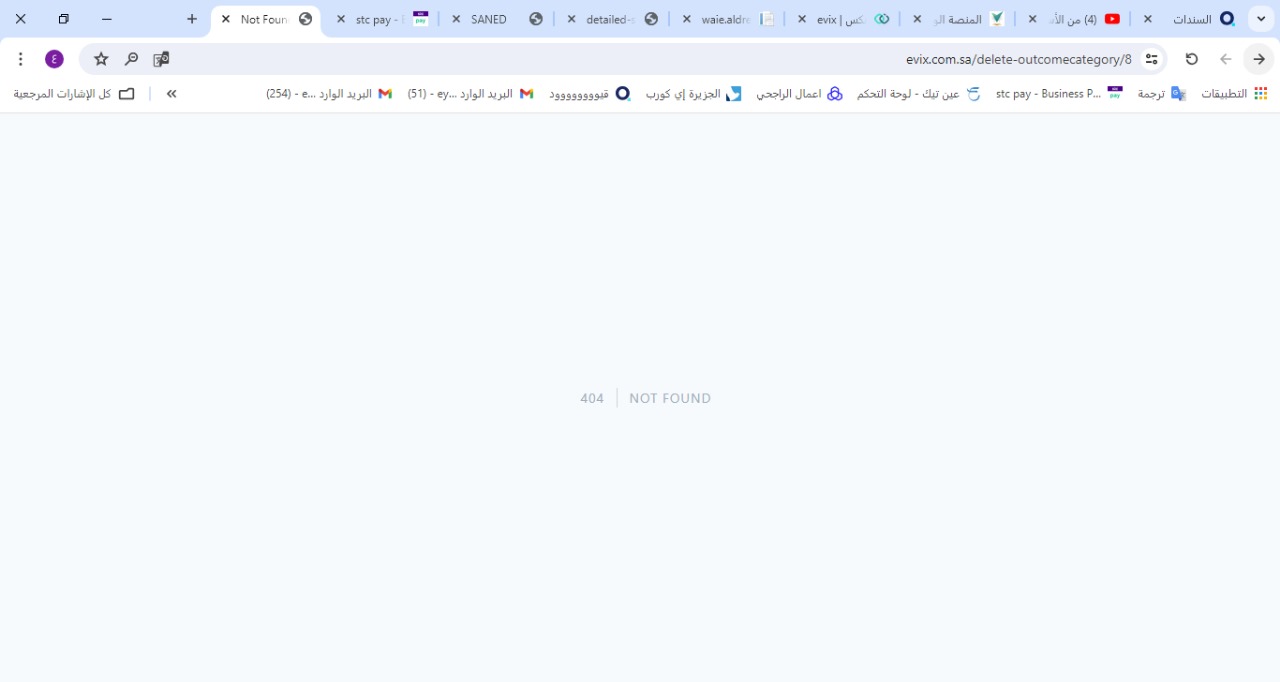 السندات
(4) من الأ
المنصة الو
كس | evix
waie.aldre
detailed-s
SANED
stc pay -
Not Foun
evix.com.sa/delete-outcomecategory/8
ع
التطبيقات
ترجمة
stc pay - Business P...
عين تيك - لوحة التحكم
اعمال الراجحي
الجزيرة إي كورب
قيوووووووود
البريد الوارد (51) - ey...
البريد الوارد (254) - e...
كل الإشارات المرجعية
404
NOT FOUND